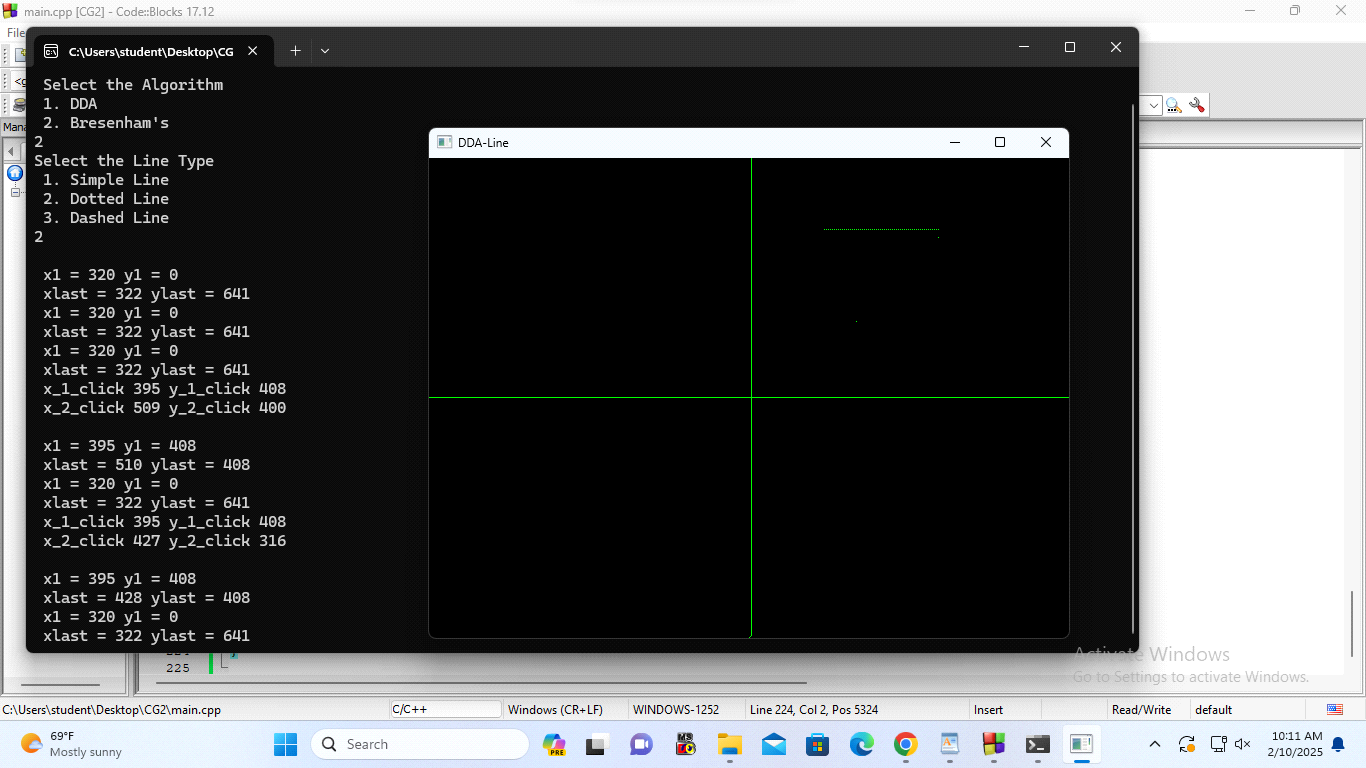 main.cpp [CG2] - Code::Blocks 17.12
File
C:\Users\student\Desktop\CG
Select the Algorithm
1. DDA
2. Bresenham's
2
Select the Line Type
1. Simple Line
2. Dotted Line
3. Dashed Line
2
x1 = 320 y1 = 0
xlast = 322 ylast = 641
x1 = 320 y1 = 0
xlast = 322 ylast = 641
x1 = 320 y1 = 0
xlast = 322 ylast = 641
x_1_click 395 y_1_click 408
x_2_click 509 y_2_click 400
x1 = 395 y1 = 408
xlast = 510 ylast = 408
x1 = 320 y1 = 0
xlast = 322 ylast = 641
x_1_click 395 y_1_click 408
x_2_click 427 y_2_click 316
x1 = 395 y1 = 408
xlast = 428 ylast = 408
x1 = 320 y1 = 0
xlast = 322 ylast = 641
DDA-Line
Mana
225
Activate Windows
Go to Settings to activate Windows.
C:\Users\student\Desktop\CG2\main.cpp
C/C++
Windows (CR+LF)
WINDOWS-1252
Line 224, Col 2, Pos 5324
Insert
Read/Write
default
69°F
Mostly sunny
Search
PRE
10:11 AM
2/10/2025